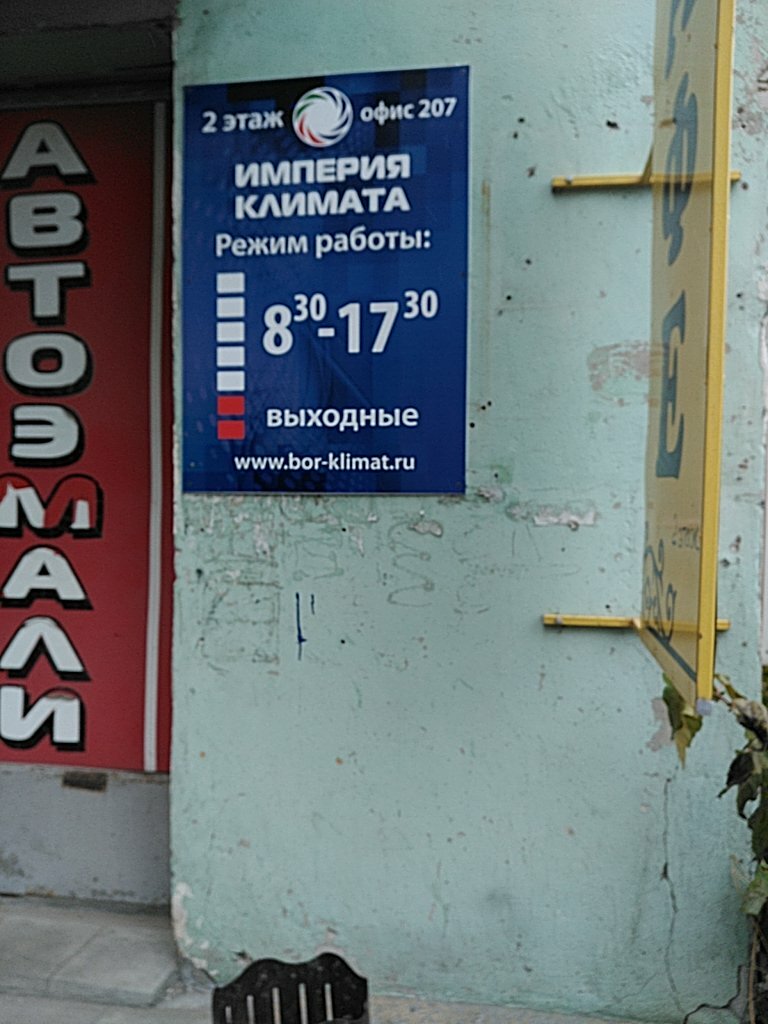 АВТОЭМАЛИ
2 этаж офис 207
ИМПЕРИЯ
КЛИМАТА
Режим работы:
8³⁰-17³⁰
выходные
www.bor-klimat.ru